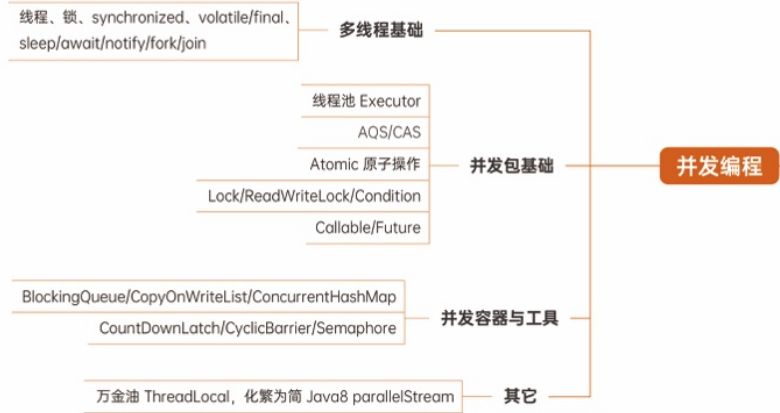 线程、锁、synchronized、volatile/final、
sleep/await/notify/fork/join
多线程基础
线程池 Executor
AQS/CAS
Atomic 原子操作
Lock/ReadWriteLock/Condition
Callable/Future
并发包基础
并发编程
BlockingQueue/CopyOnWriteList/ConcurrentHashMap
CountDownLatch/CyclicBarrier/Semaphore
并发容器与工具
万金油 ThreadLocal，化繁为简 Java8 parallelStream
其它